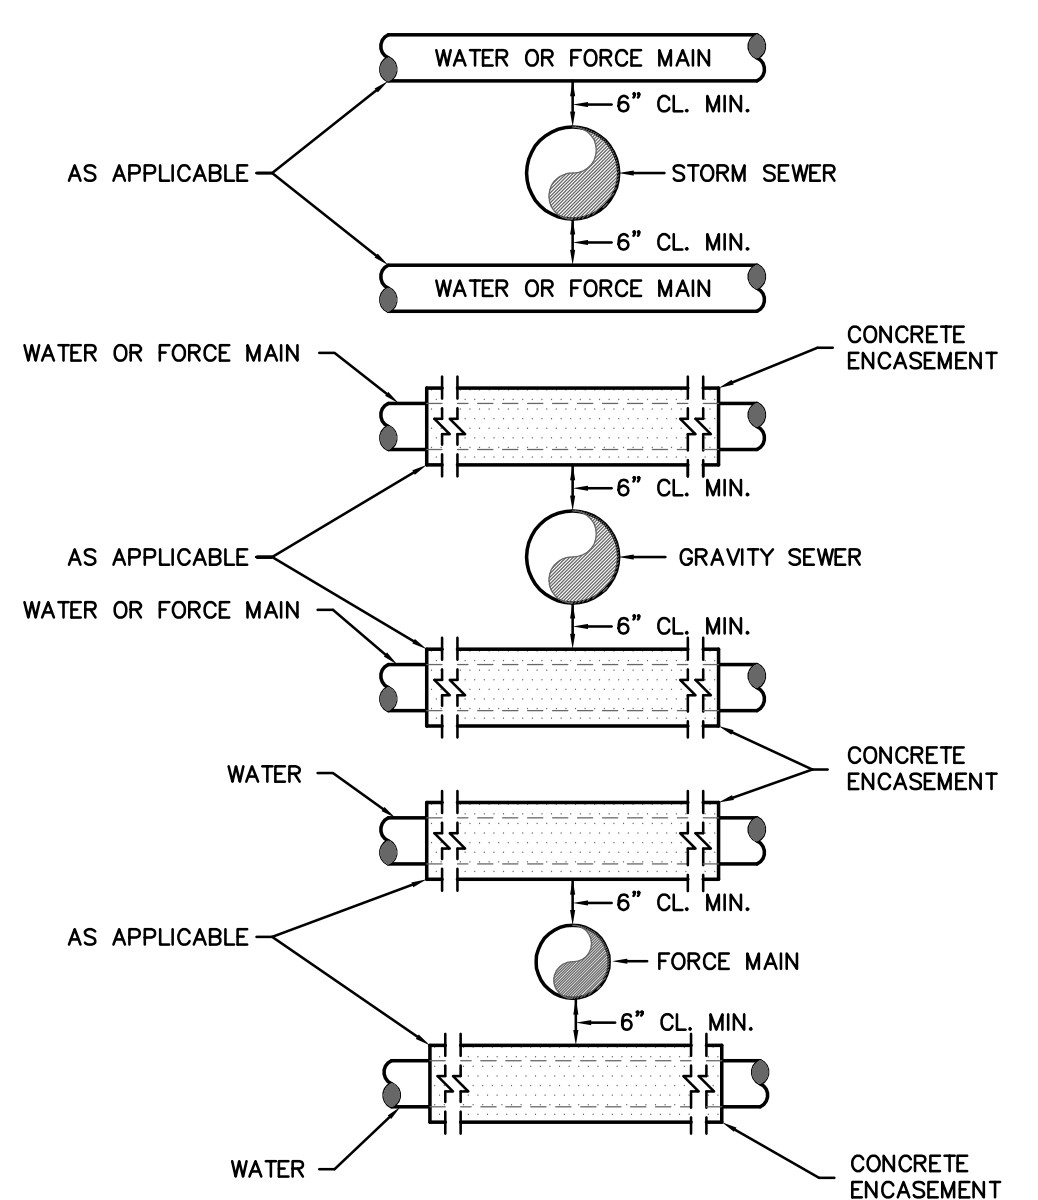 WATER OR FORCE MAIN
6” CL. MIN.
AS APPLICABLE
STORM SEWER
6” CL. MIN.
WATER OR FORCE MAIN
WATER OR FORCE MAIN
CONCRETE
ENCASEMENT
6” CL. MIN.
AS APPLICABLE
GRAVITY SEWER
WATER OR FORCE MAIN
6” CL. MIN.
CONCRETE
ENCASEMENT
WATER
6” CL. MIN.
AS APPLICABLE
FORCE MAIN
6” CL. MIN.
WATER
CONCRETE
ENCASEMENT